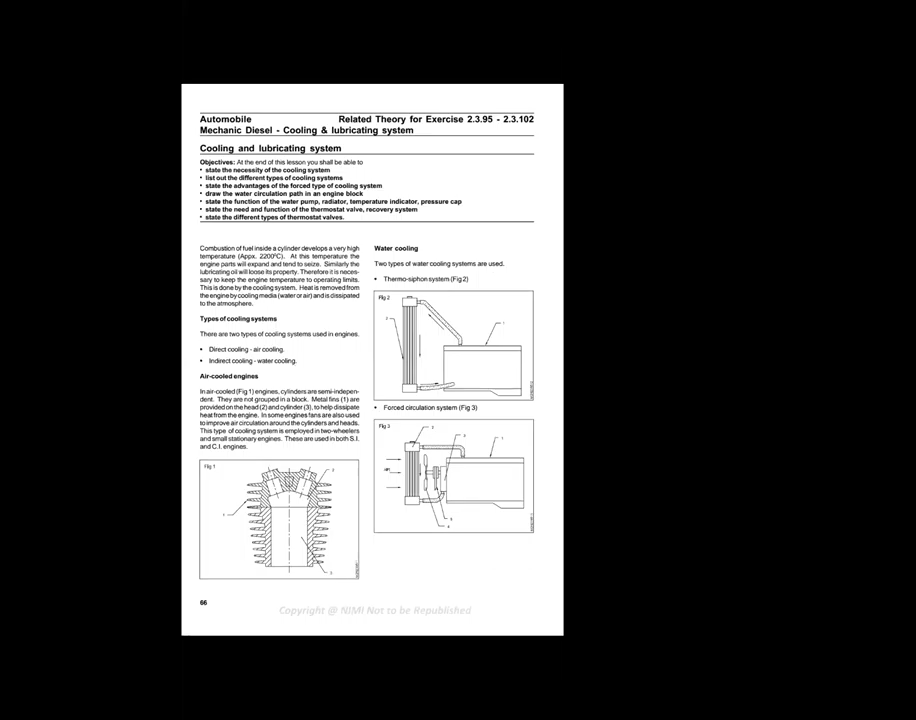 Automobile Related Theory for Exercise 2.3.95 - 2.3.102
Mechanic Diesel - Cooling & lubricating system
Cooling and lubricating system
Objectives: At the end of this lesson you shall be able to
• state the necessity of the cooling system
• list out the different types of cooling systems
• state the advantages of the forced type of cooling system
• draw the water circulation path in an engine block
• state the function of the water pump, radiator, temperature indicator, pressure cap
• state the need and function of the thermostat valve, recovery system
• state the different types of thermostat valves.
Combustion of fuel inside a cylinder develops a very high
temperature (Appx. 2200°C). At this temperature the
engine parts will expand and tend to seize. Similarly the
lubricating oil will loose its property. Therefore it is neces-
sary to keep the engine temperature to operating limits.
This is done by the cooling system. Heat is removed from
the engine by cooling media (water or air) and is dissipated
to the atmosphere.
Types of cooling systems
There are two types of cooling systems used in engines.
• Direct cooling - air cooling.
• Indirect cooling - water cooling.
Air-cooled engines
In air-cooled (Fig 1) engines, cylinders are semi-indepen-
dent. They are not grouped in a block. Metal fins (1) are
provided on the head (2) and cylinder (3), to help dissipate
heat from the engine. In some engines fans are also used
to improve air circulation around the cylinders and heads.
This type of cooling system is employed in two-wheelers
and small stationary engines. These are used in both S.I.
and C.I. engines.
Fig 1
2
1
3
Water cooling
Two types of water cooling systems are used.
• Thermo-siphon system (Fig 2)
Fig 2
2
1
• Forced circulation system (Fig 3)
Fig 3
2
3
1
AIR
5
4
66
Copyright @ NIMI Not to be Republished